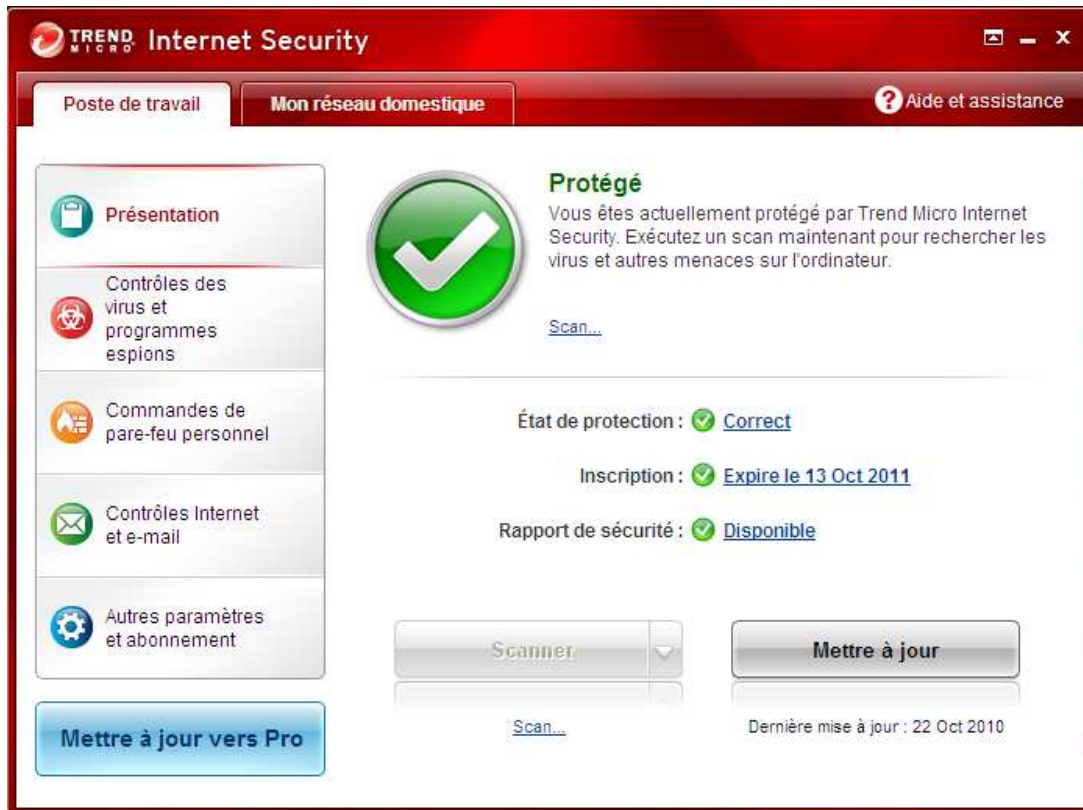 TREND MICRO Internet Security
Poste de travail
Mon réseau domestique
? Aide et assistance
Présentation
Contrôles des
virus et
programmes
espions
Commandes de
pare-feu personnel
Contrôles Internet
et e-mail
Autres paramètres
et abonnement
Mettre à jour vers Pro
Protégé
Vous êtes actuellement protégé par Trend Micro Internet
Security. Exécutez un scan maintenant pour rechercher les
virus et autres menaces sur l'ordinateur.
Scan...
État de protection : Correct
Inscription : Expire le 13 Oct 2011
Rapport de sécurité : Disponible
Scanner
Mettre à jour
Scan...
Dernière mise à jour : 22 Oct 2010